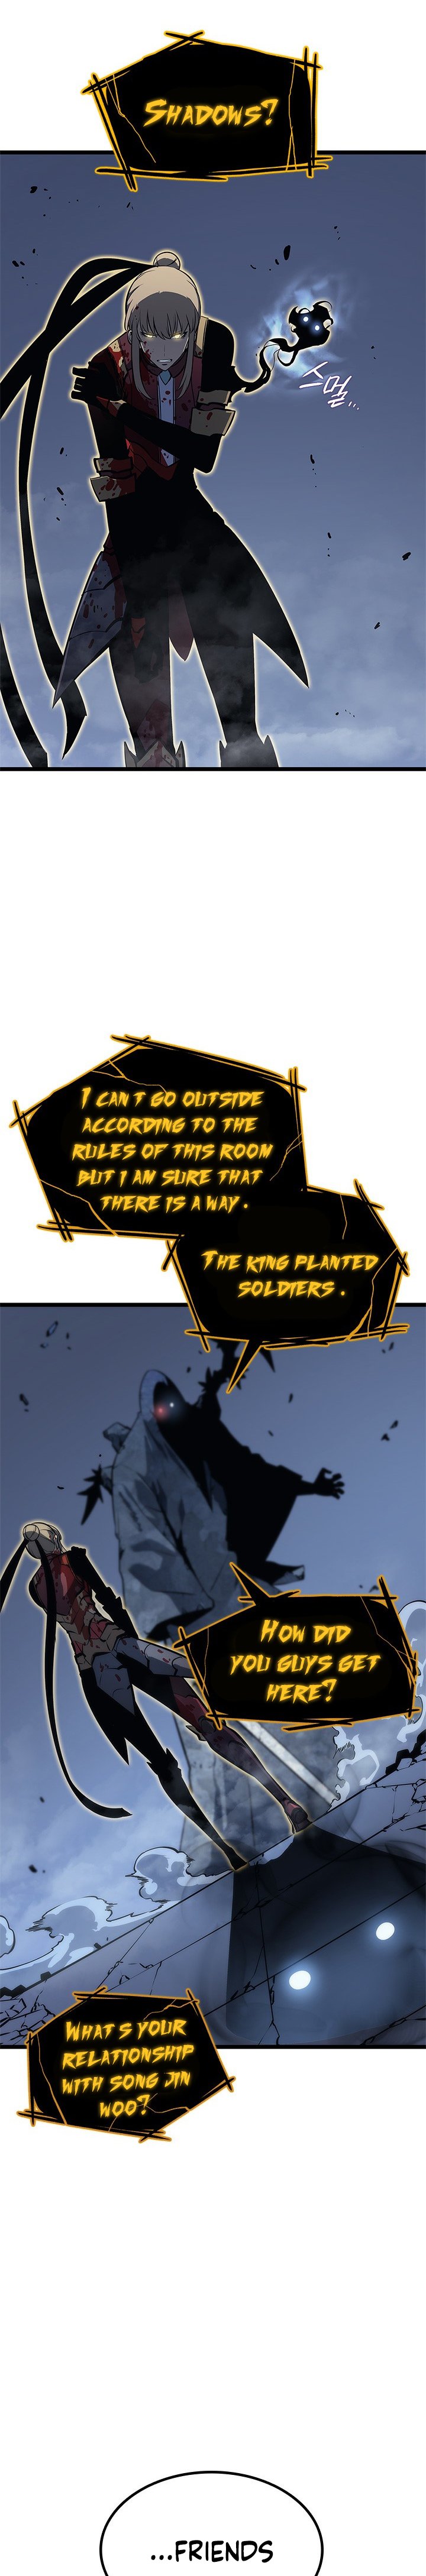 SHADOWS?
스멀...
I CAN T GO OUTSIDE
ACCORDING TO THE
RULES OF THIS ROOM
BUT I AM SURE THAT
THERE IS A WAY.
THE KING PLANTED
SOLDIERS.
HOW DID
YOU GUYS GET
HERE?
WHAT S YOUR
RELATIONSHIP
WITH SONG JIN
WOO?
...FRIENDS